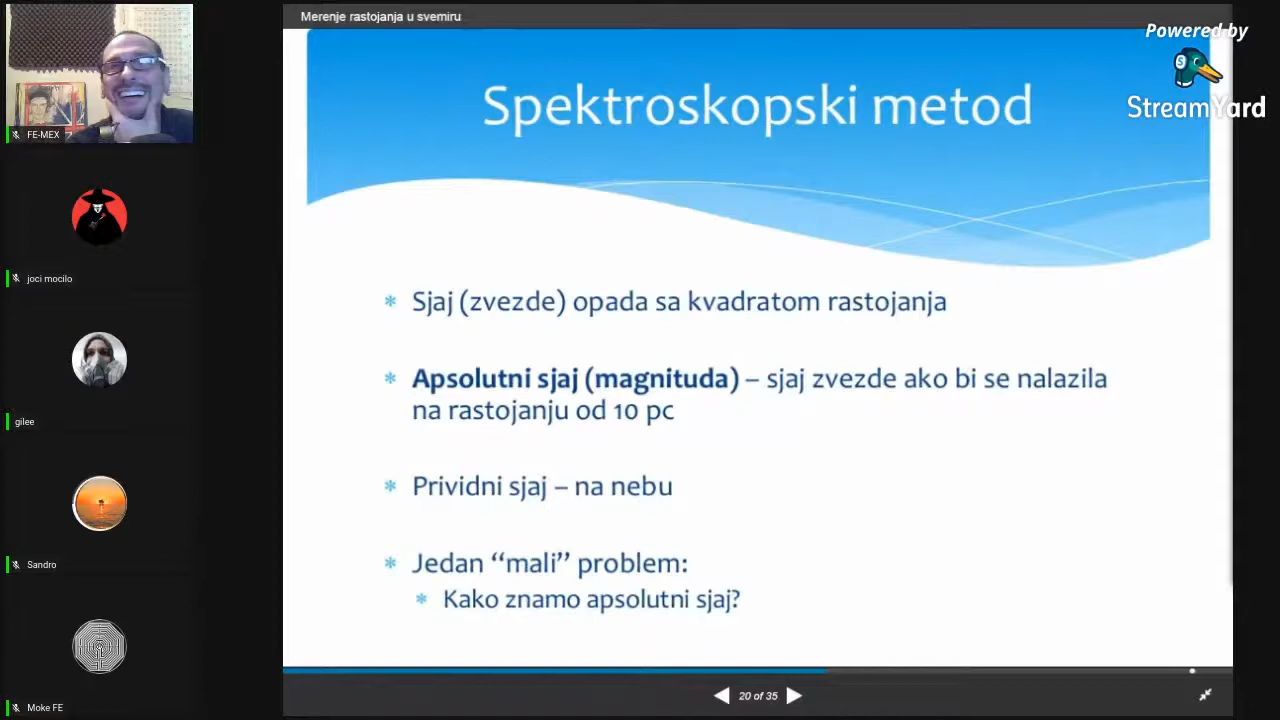 Merenje rastojanja u svemiru
Powered by
StreamYard
Spektroskopski metod
FE-MEX
joci mocilo
gilee
Sandro
Moke FE
* Sjaj (zvezde) opada sa kvadratom rastojanja
* Apsolutni sjaj (magnituda) – sjaj zvezde ako bi se nalazila
na rastojanju od 10 pc
* Prividni sjaj – na nebu
* Jedan “mali” problem:
* Kako znamo apsolutni sjaj?
20 of 35